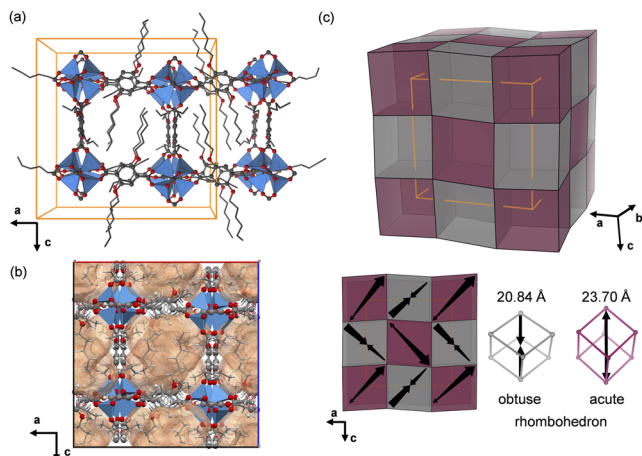 (a)
a
c
(b)
a
c
(c)
a
b
c
20.84 Å
23.70 Å
obtuse
acute
rhombohedron
a
c